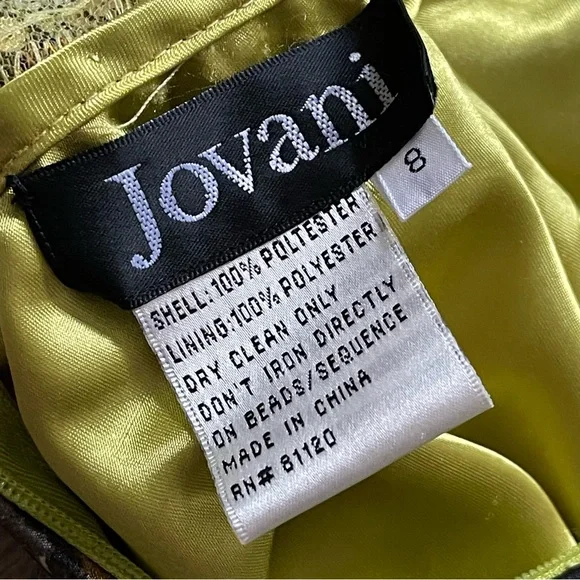 Jovani
8
SHELL:100% POLTESTER
LINING:100% POLYESTER
DRY CLEAN ONLY
DON'T IRON DIRECTLY
ON BEADS/SEQUENCE
MADE IN CHINA
RN# 81120